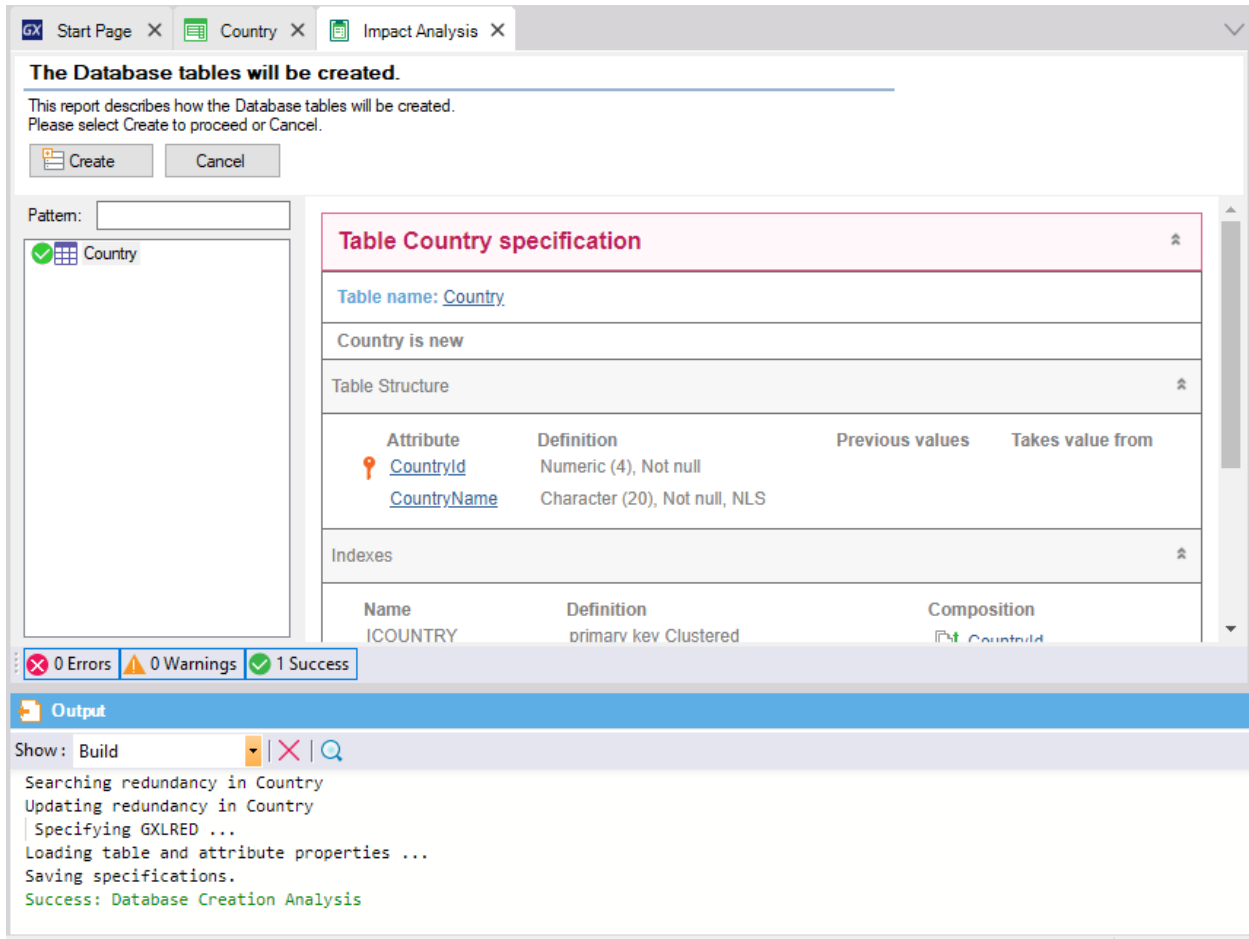 GX Start Page Country Impact Analysis
The Database tables will be created.
This report describes how the Database tables will be created.
Please select Create to proceed or Cancel.
Create Cancel
Pattern:
Country
Table Country specification
Table name: Country
Country is new
Table Structure
Attribute Definition Previous values Takes value from
CountryId Numeric (4), Not null
CountryName Character (20), Not null, NLS
Indexes
Name Definition Composition
ICOUNTRY primary key Clustered CountryId
0 Errors 0 Warnings 1 Success
Output
Show: Build
Searching redundancy in Country
Updating redundancy in Country
Specifying GXLRED ...
Loading table and attribute properties ...
Saving specifications.
Success: Database Creation Analysis